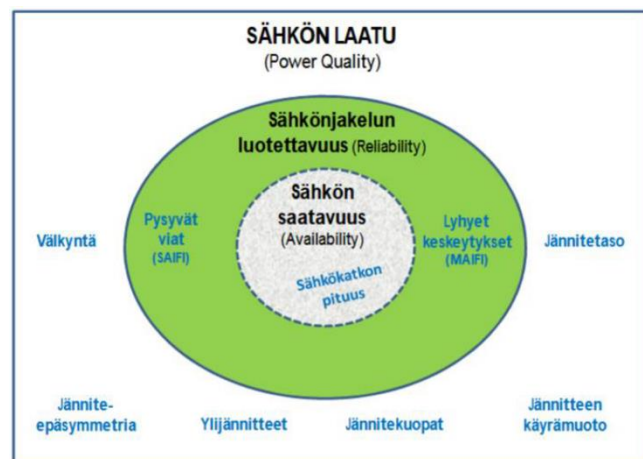 SÄHKÖN LAATU
(Power Quality)
Sähkönjakelun
luotettavuus (Reliability)
Sähkön
saatavuus
(Availability)
Sähkökatkon
pituus
Pysyvät
viat
(SAIFI)
Lyhyet
keskeytykset
(MAIFI)
Välkyntä
Jännitetaso
Jännite-
epäsymmetria
Ylijännitteet
Jännitekuopat
Jännitteen
käyrämuoto